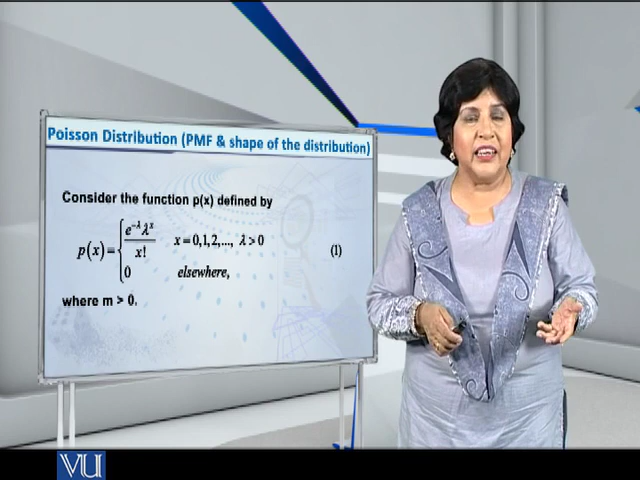 Poisson Distribution (PMF & shape of the distribution)
Consider the function p(x) defined by
p(x) = { e^{-λ} λ^x / x!   x = 0,1,2,..., λ > 0
0   elsewhere,
(1)
where m > 0.
VU